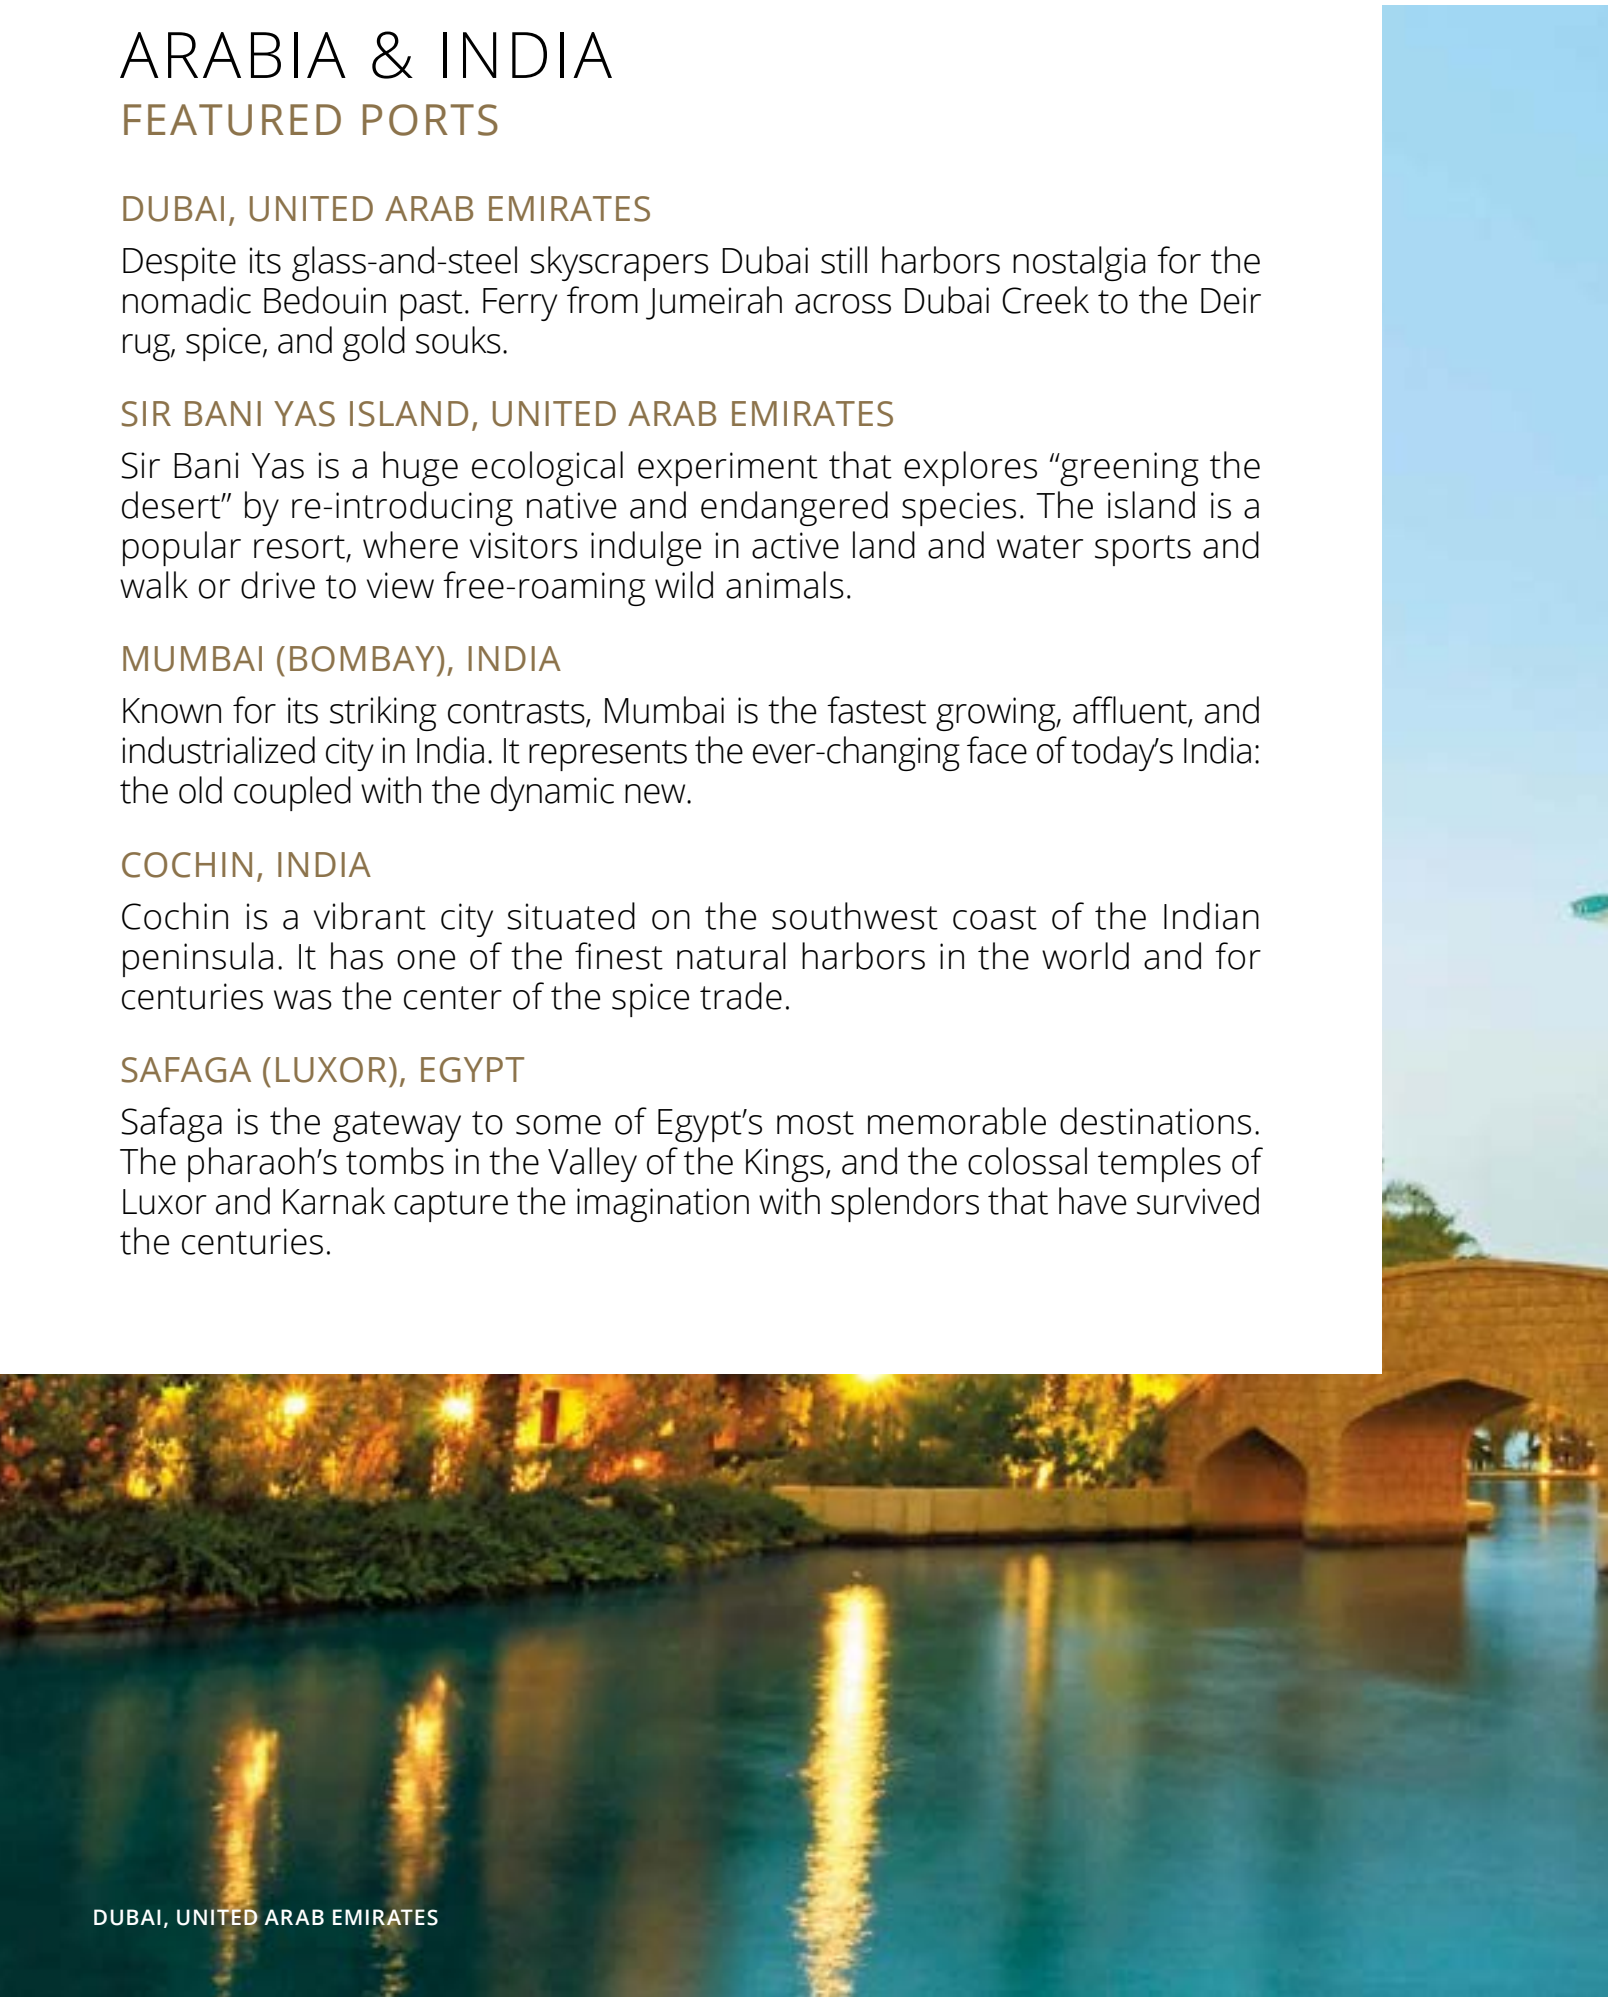 ARABIA & INDIA
FEATURED PORTS
DUBAI, UNITED ARAB EMIRATES
Despite its glass-and-steel skyscrapers Dubai still harbors nostalgia for the
nomadic Bedouin past. Ferry from Jumeirah across Dubai Creek to the Deir
rug, spice, and gold souks.
SIR BANI YAS ISLAND, UNITED ARAB EMIRATES
Sir Bani Yas is a huge ecological experiment that explores “greening the
desert” by re-introducing native and endangered species. The island is a
popular resort, where visitors indulge in active land and water sports and
walk or drive to view free-roaming wild animals.
MUMBAI (BOMBAY), INDIA
Known for its striking contrasts, Mumbai is the fastest growing, affluent, and
industrialized city in India. It represents the ever-changing face of today’s India:
the old coupled with the dynamic new.
COCHIN, INDIA
Cochin is a vibrant city situated on the southwest coast of the Indian
peninsula. It has one of the finest natural harbors in the world and for
centuries was the center of the spice trade.
SAFAGA (LUXOR), EGYPT
Safaga is the gateway to some of Egypt’s most memorable destinations.
The pharaoh’s tombs in the Valley of the Kings, and the colossal temples of
Luxor and Karnak capture the imagination with splendors that have survived
the centuries.
DUBAI, UNITED ARAB EMIRATES